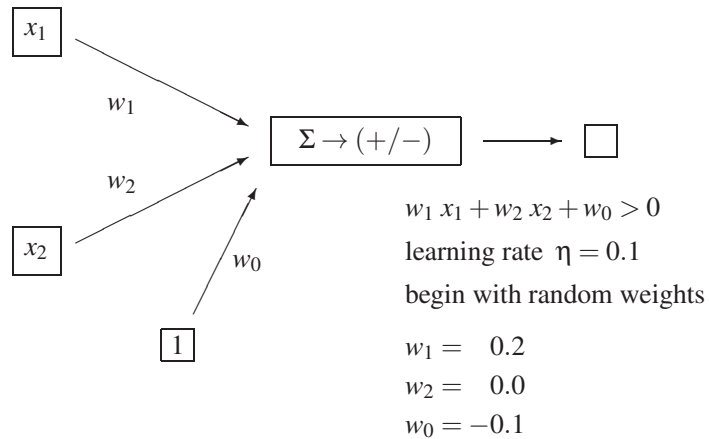 x₁
w₁
Σ → (+/−)
w₂
w₁ x₁ + w₂ x₂ + w₀ > 0
x₂
w₀
learning rate η = 0.1
begin with random weights
1
w₁ = 0.2
w₂ = 0.0
w₀ = −0.1